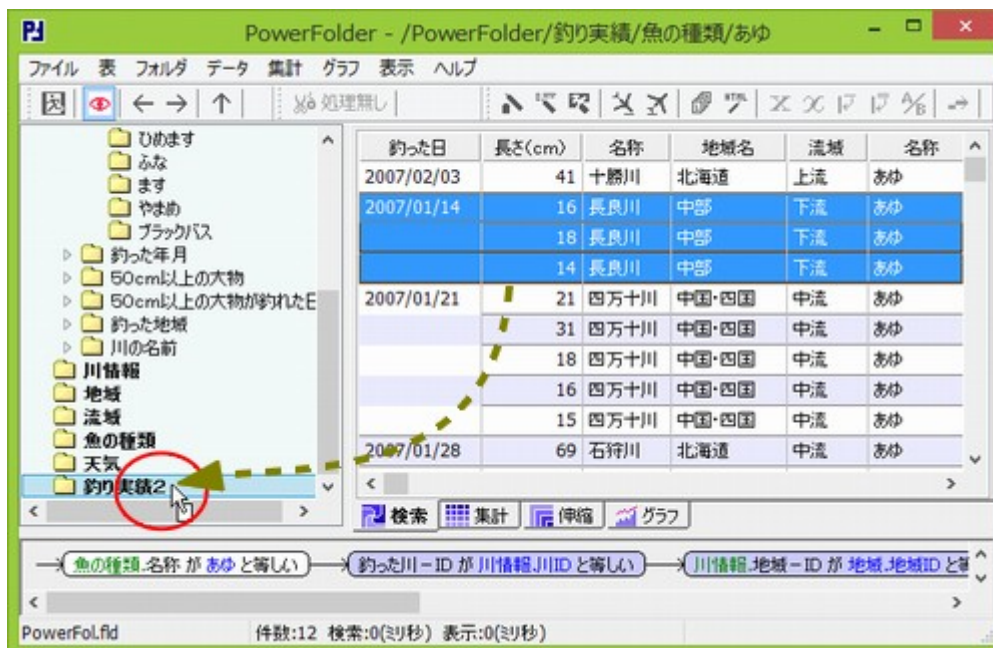 PowerFolder - /PowerFolder/釣り実績/魚の種類/あゆ
ファイル 表 フォルダ データ 集計 グラフ 表示 ヘルプ
処理無し
ひめます
ふな
ます
やまめ
ブラックバス
釣った年月
50cm以上の大物
50cm以上の大物が釣れたE
釣った地域
川の名前
川情報
地域
流域
魚の種類
天気
釣り実績2
釣った日 長さ(cm) 名称 地域名 流域 名称
2007/02/03 41 十勝川 北海道 上流 あゆ
2007/01/14 16 長良川 中部 下流 あゆ
18 長良川 中部 下流 あゆ
14 長良川 中部 下流 あゆ
2007/01/21 21 四万十川 中国・四国 中流 あゆ
31 四万十川 中国・四国 中流 あゆ
18 四万十川 中国・四国 中流 あゆ
16 四万十川 中国・四国 中流 あゆ
15 四万十川 中国・四国 中流 あゆ
2007/01/28 69 石狩川 北海道 中流 あゆ
検索 集計 伸縮 グラフ
魚の種類.名称 が あゆ と等しい 釣った川-ID が 川情報.川ID と等しい 川情報.地域-ID が 地域.地域ID と等
PowerFol.fld 件数:12 検索:0(ミリ秒) 表示:0(ミリ秒)